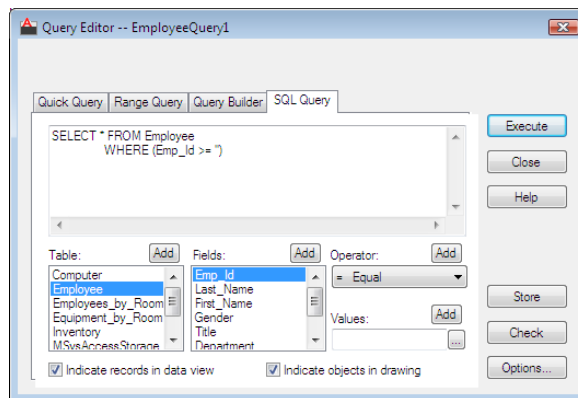 Query Editor -- EmployeeQuery1
Quick Query Range Query Query Builder SQL Query
SELECT * FROM Employee
WHERE (Emp_Id >= '')
Execute
Close
Help
Table: Add Fields: Add Operator: Add
Computer
Employee
Employees_by_Room
Equipment_by_Room
Inventory
MSysAccessStorage
Emp_Id
Last_Name
First_Name
Gender
Title
Department
= Equal
Values: Add
...
Store
Check
Options...
Indicate records in data view
Indicate objects in drawing